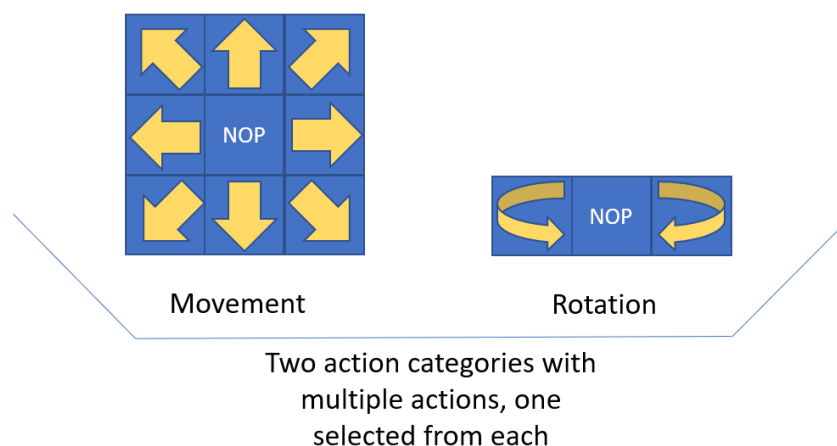 NOP
NOP
Movement
Rotation
Two action categories with
multiple actions, one
selected from each